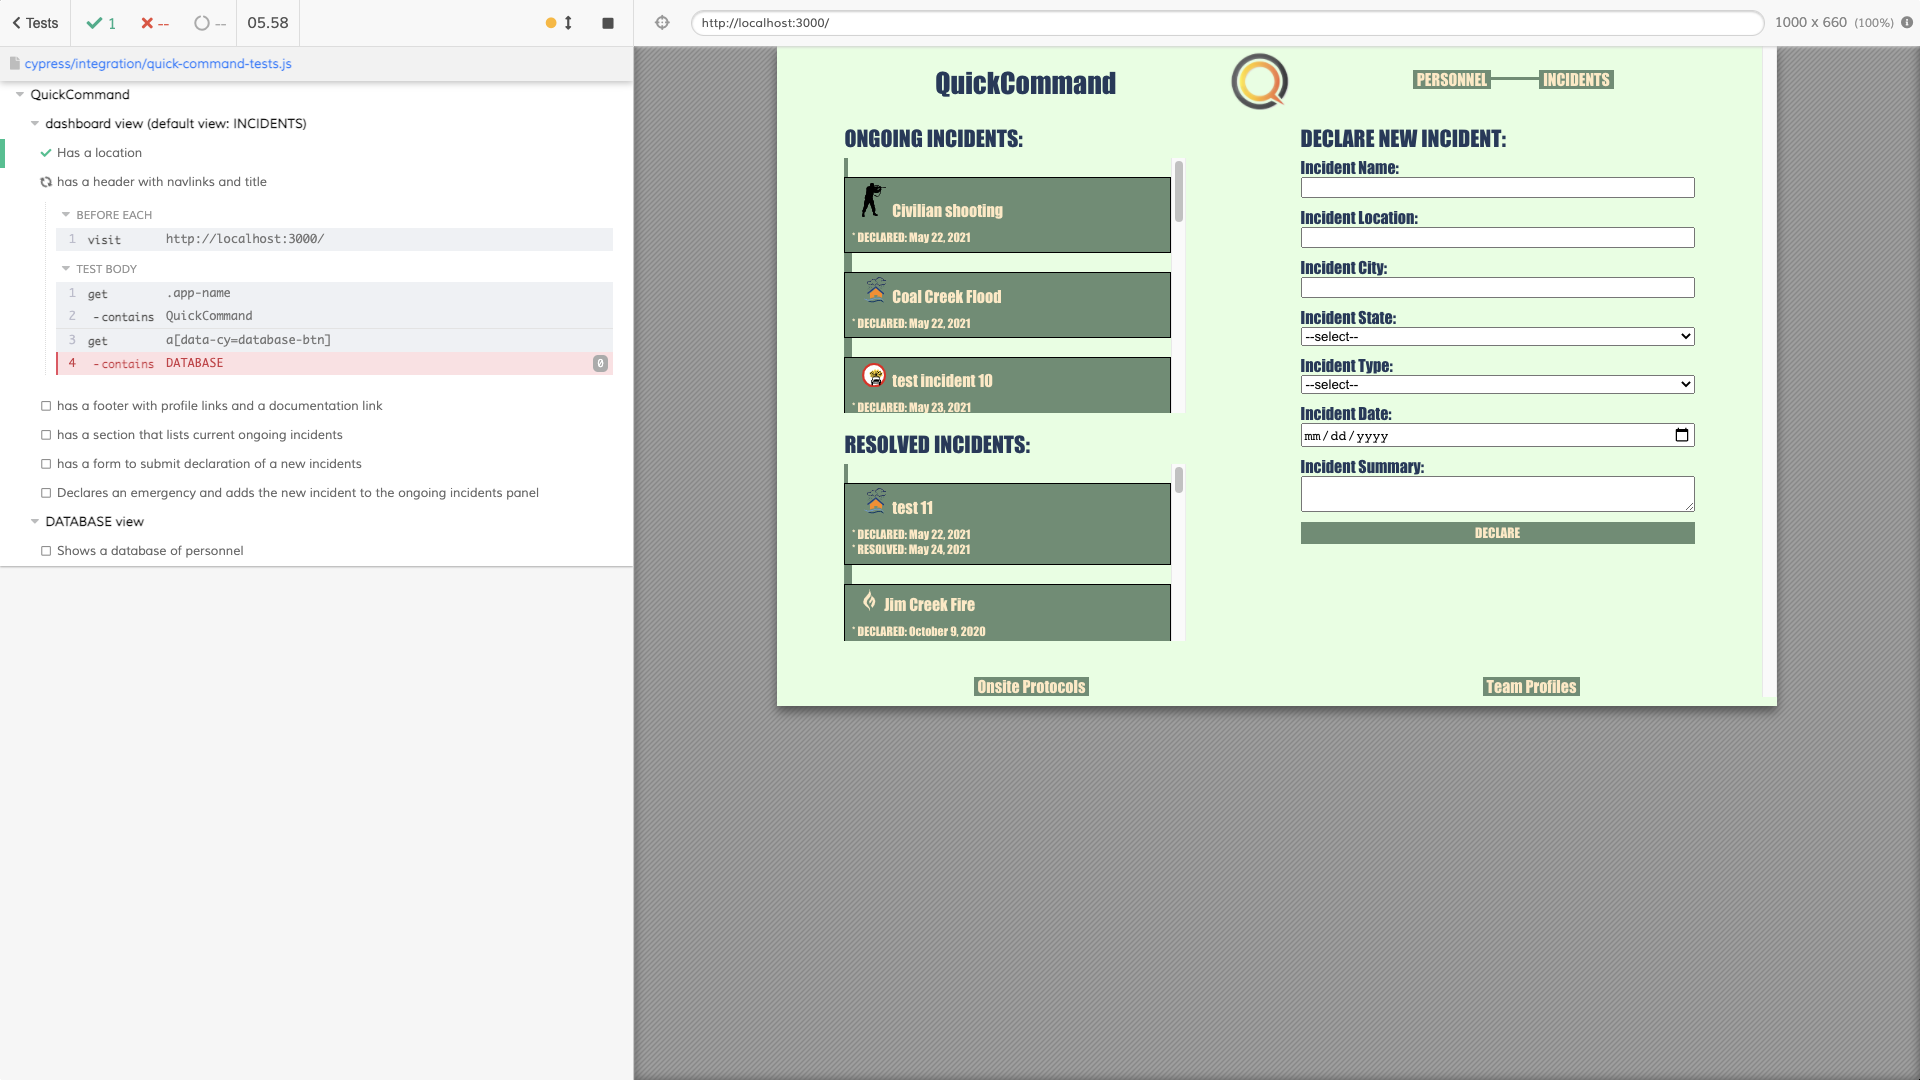 Tests
1
--
--
05.58
http://localhost:3000/
1000 x 660 (100%)
cypress/integration/quick-command-tests.js
QuickCommand
dashboard view (default view: INCIDENTS)
Has a location
has a header with navlinks and title
BEFORE EACH
1 visit http://localhost:3000/
TEST BODY
1 get .app-name
2 -contains QuickCommand
3 get a[data-cy=database-btn]
4 -contains DATABASE 0
has a footer with profile links and a documentation link
has a section that lists current ongoing incidents
has a form to submit declaration of a new incidents
Declares an emergency and adds the new incident to the ongoing incidents panel
DATABASE view
Shows a database of personnel
QuickCommand
PERSONNEL
INCIDENTS
ONGOING INCIDENTS:
Civilian shooting
* DECLARED: May 22, 2021
Coal Creek Flood
* DECLARED: May 22, 2021
test incident 10
* DECLARED: May 23, 2021
RESOLVED INCIDENTS:
test 11
* DECLARED: May 22, 2021
* RESOLVED: May 24, 2021
Jim Creek Fire
* DECLARED: October 9, 2020
DECLARE NEW INCIDENT:
Incident Name:
Incident Location:
Incident City:
Incident State:
--select--
Incident Type:
--select--
Incident Date:
mm/dd/yyyy
Incident Summary:
DECLARE
Onsite Protocols
Team Profiles